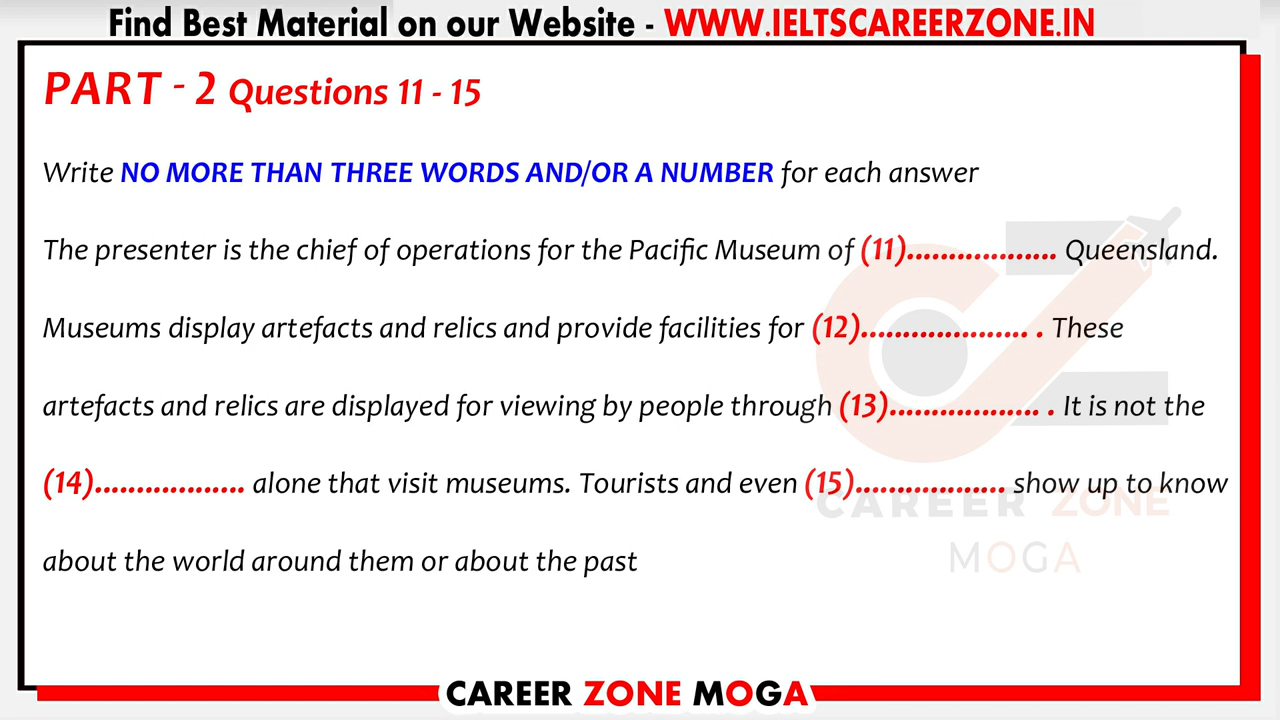 Find Best Material on our Website - WWW.IELTSCAREERZONE.IN
PART - 2 Questions 11 - 15
Write NO MORE THAN THREE WORDS AND/OR A NUMBER for each answer
The presenter is the chief of operations for the Pacific Museum of (11).................. Queensland.
Museums display artefacts and relics and provide facilities for (12).................... . These
artefacts and relics are displayed for viewing by people through (13).................. . It is not the
(14).................. alone that visit museums. Tourists and even (15).................. show up to know
CAREER ZONE
about the world around them or about the past
MOGA
CAREER ZONE MOGA